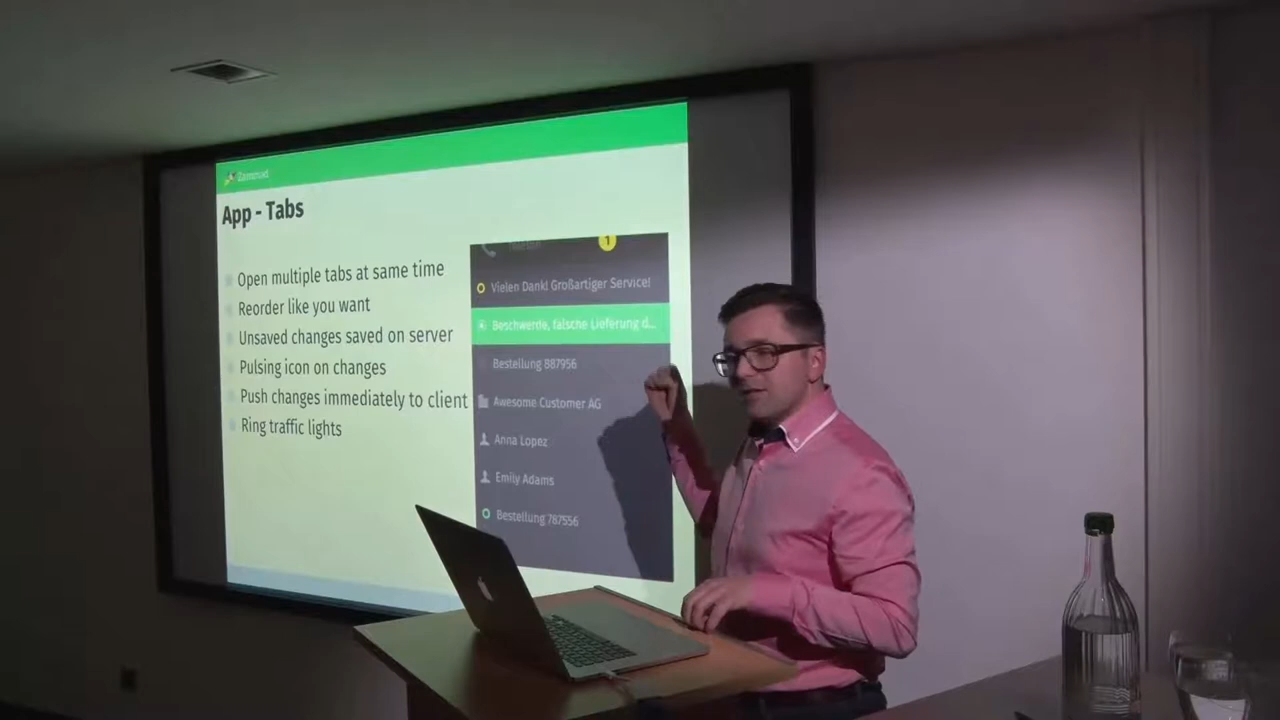 Zammad
App - Tabs
Open multiple tabs at same time
Reorder like you want
Unsaved changes saved on server
Pulsing icon on changes
Push changes immediately to client
Ring traffic lights
1
Vielen Dank! Großartiger Service!
Beschwerde, falsche Lieferung d...
Bestellung 887956
Awesome Customer AG
Anna Lopez
Emily Adams
Bestellung 787556